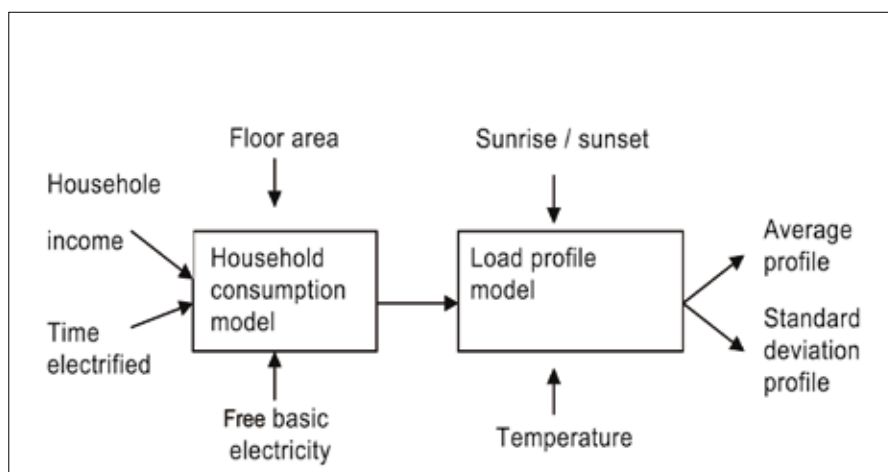 Floor area
Sunrise / sunset
Househole
income
Time
electrified
Household
consumption
model
Load profile
model
Average
profile
Standard
deviation
profile
Free basic
electricity
Temperature